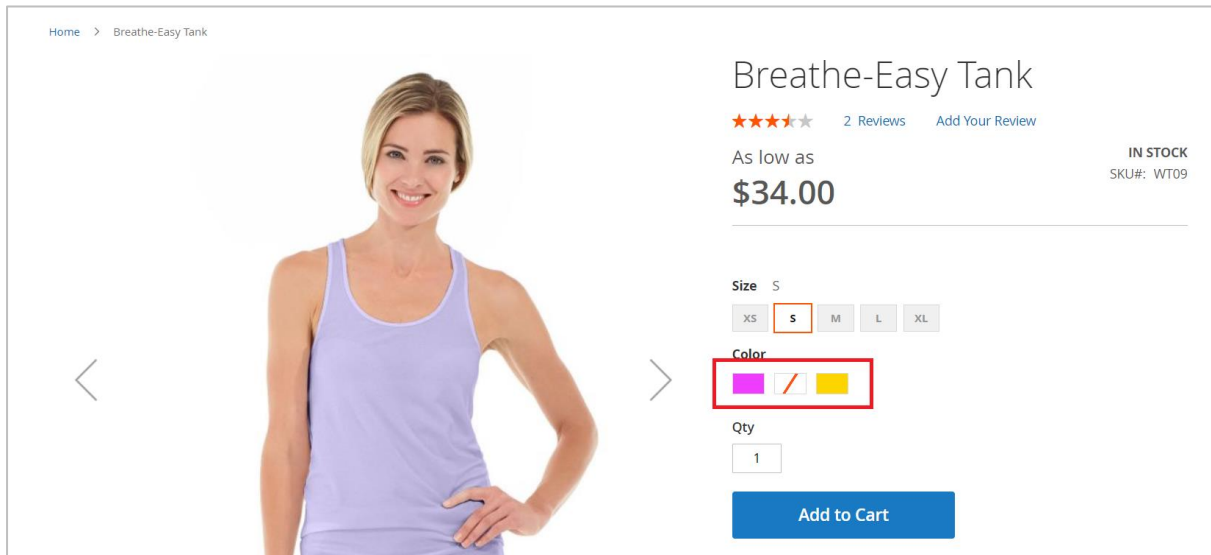 Home > Breathe-Easy Tank
Breathe-Easy Tank
2 Reviews Add Your Review
As low as
$34.00
IN STOCK
SKU#: WT09
Size S
XS S M L XL
Color
Qty
1
Add to Cart